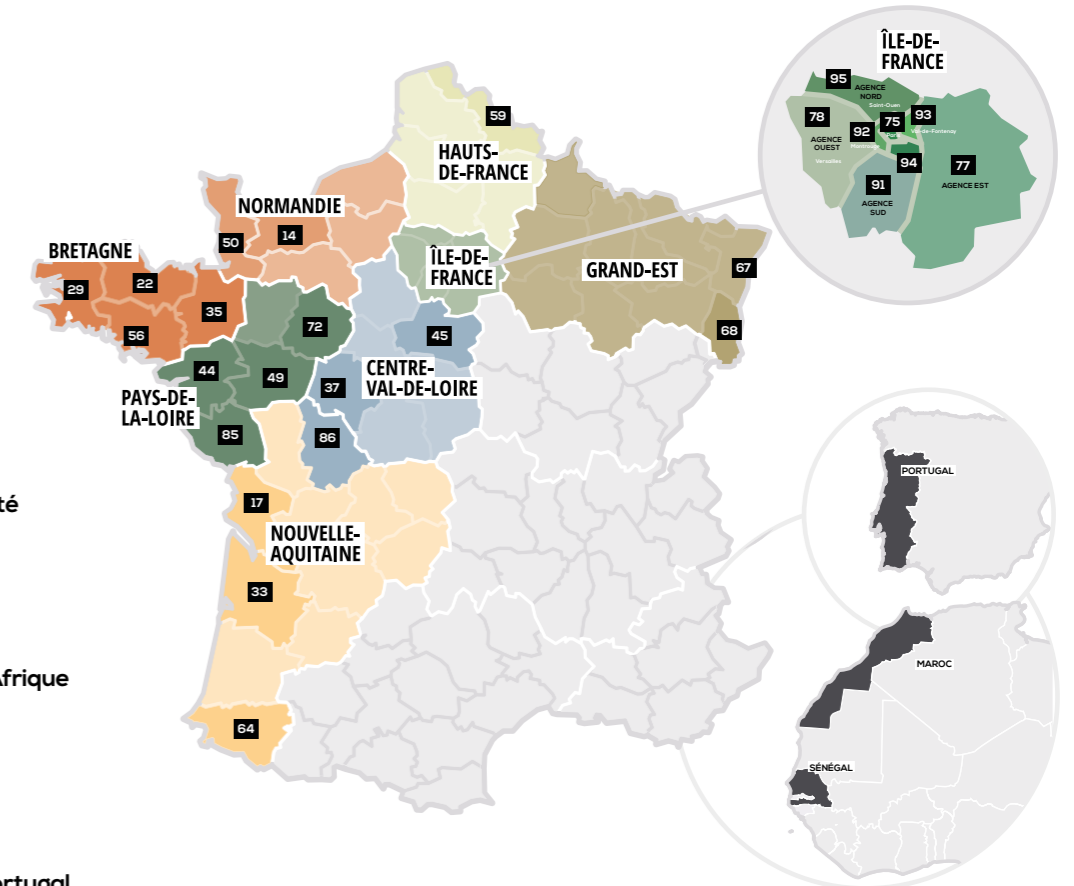 ÎLE-DE-
FRANCE
95
AGENCE
NORD
Saint-Ouen
78
AGENCE
OUEST
Versailles
92
75
Paris
93
Val-de-Fontenay
Montrouge
94
77
AGENCE EST
91
AGENCE
SUD
59
HAUTS-
DE-FRANCE
NORMANDIE
50
14
BRETAGNE
29
22
35
56
ÎLE-DE-
FRANCE
GRAND-EST
67
68
72
44
49
PAYS-DE-
LA-LOIRE
85
45
37
CENTRE-
VAL-DE-LOIRE
86
17
NOUVELLE-
AQUITAINE
33
64
té
Afrique
PORTUGAL
MAROC
SÉNÉGAL
rtugal